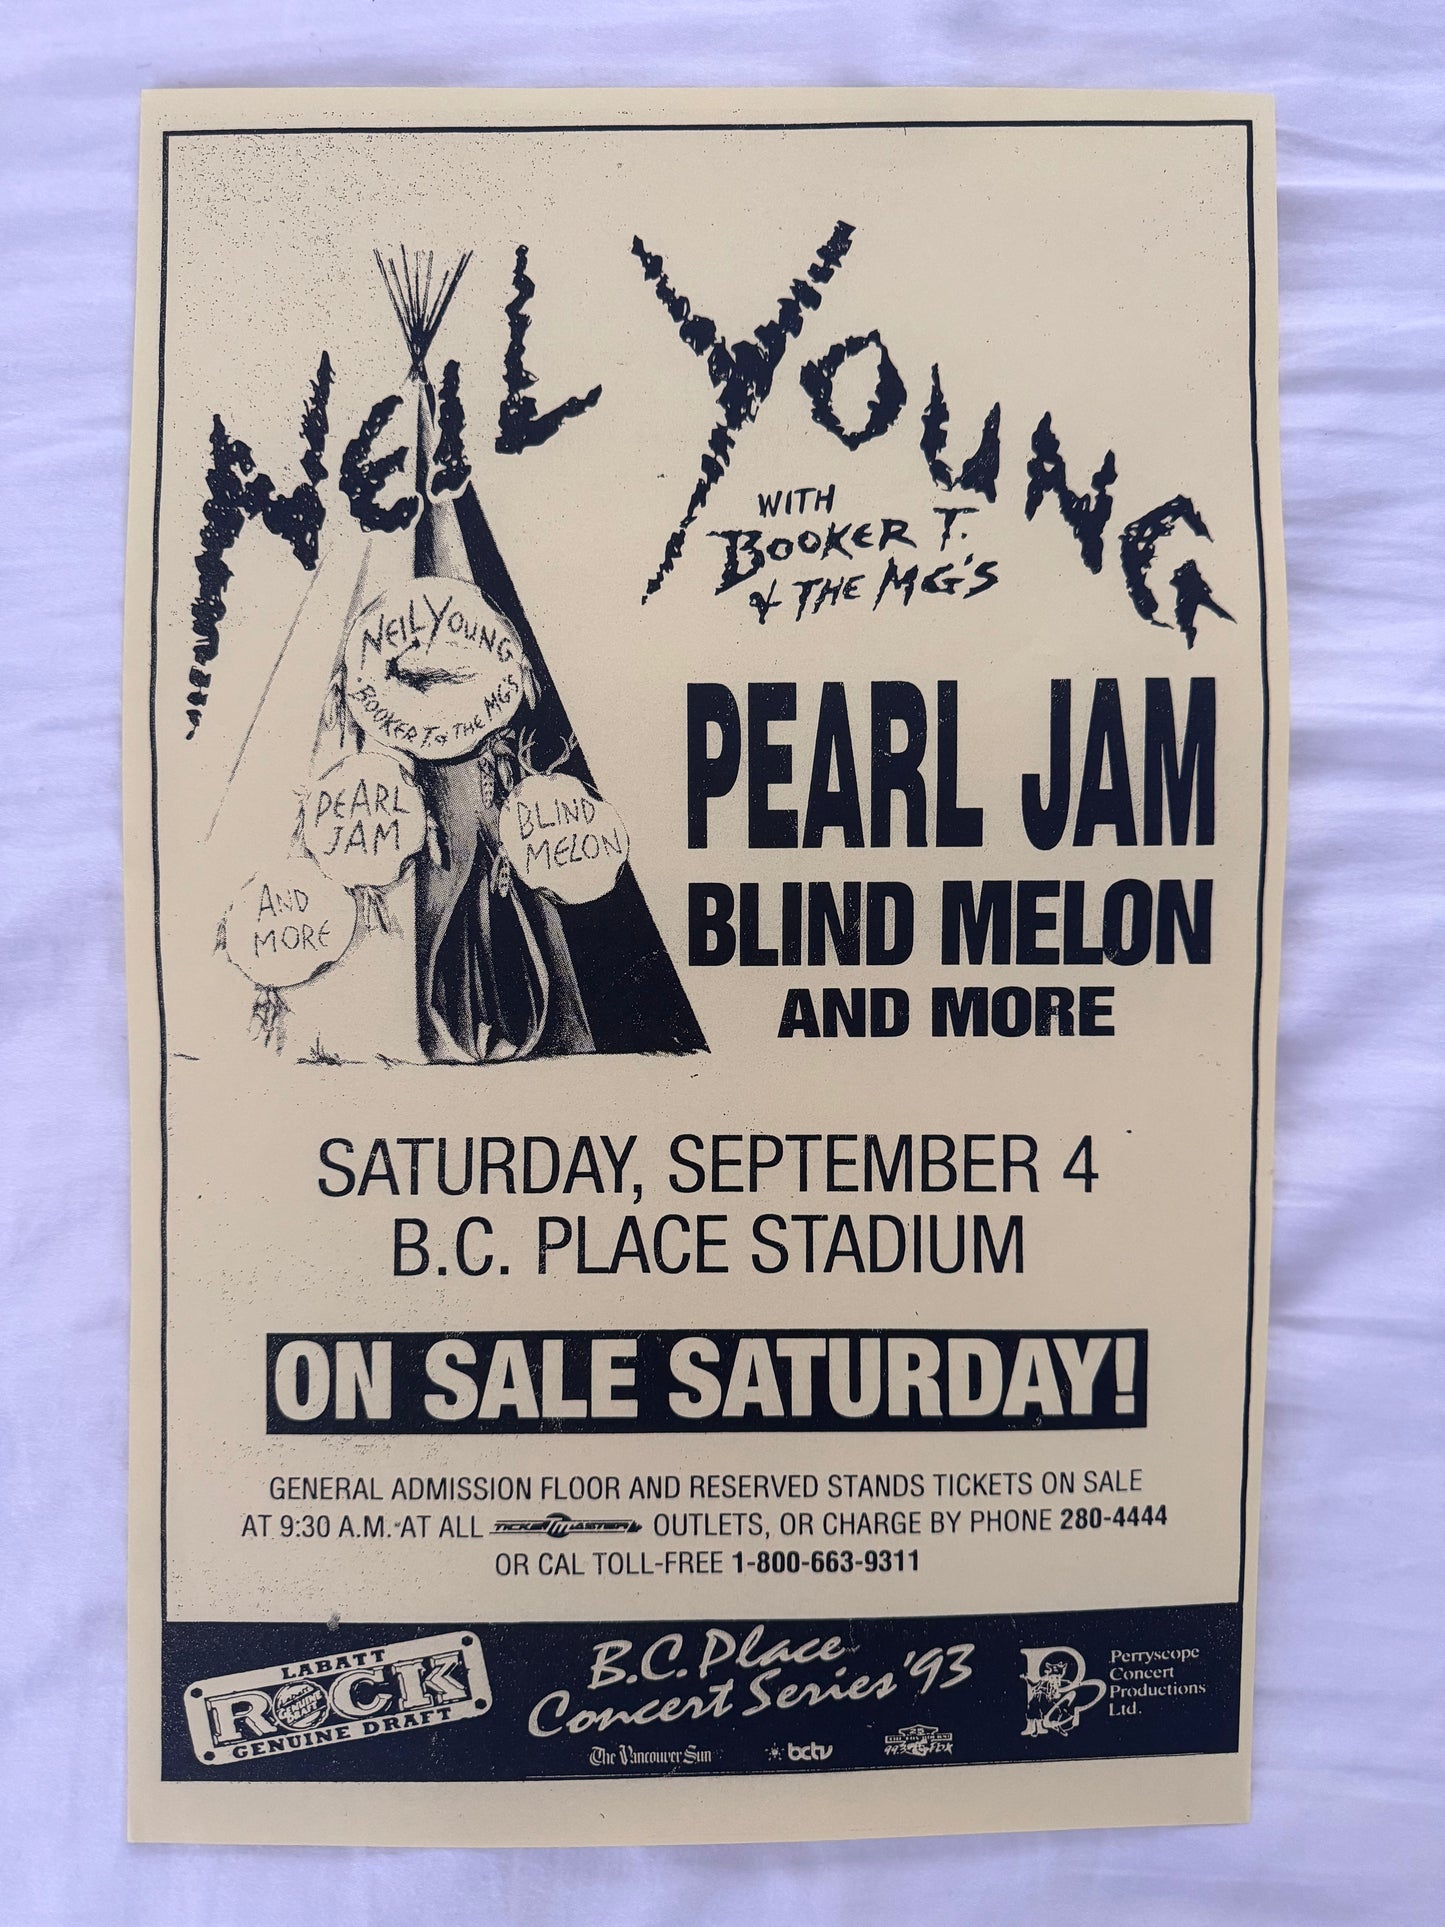 NEIL YOUNG
WITH
BOOKER T.
& THE MG'S
NEIL YOUNG
BOOKER T. & THE MG'S
PEARL
JAM
BLIND
MELON
AND
MORE
PEARL JAM
BLIND MELON
AND MORE
SATURDAY, SEPTEMBER 4
B.C. PLACE STADIUM
ON SALE SATURDAY!
GENERAL ADMISSION FLOOR AND RESERVED STANDS TICKETS ON SALE
AT 9:30 A.M. AT ALL TICKETMASTER OUTLETS, OR CHARGE BY PHONE 280-4444
OR CAL TOLL-FREE 1-800-663-9311
LABATT
ROCK
GENUINE DRAFT
B.C. Place
Concert Series '93
The Vancouver Sun
bctv
99.3 FOX
Perryscope
Concert
Productions
Ltd.